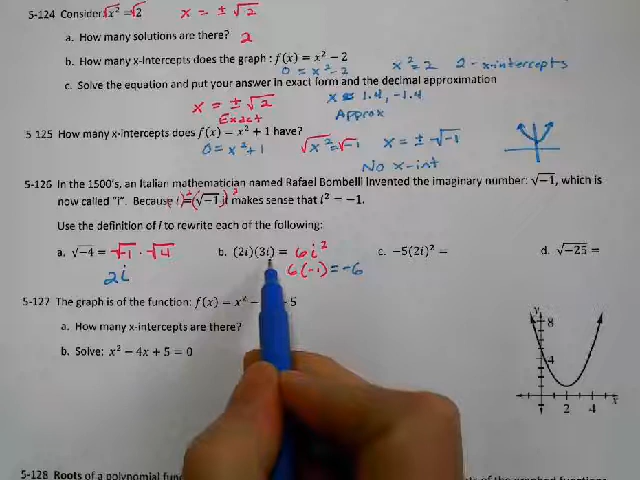 5-124 Consider √x² = √2 x = ± √2
a. How many solutions are there? 2
b. How many x-intercepts does the graph : f(x) = x² − 2
0 = x² − 2 x² = 2 2 - x-intercepts
c. Solve the equation and put your answer in exact form and the decimal approximation
x = ± √2 x ≈ 1.4, -1.4
Exact Approx
5 125 How many x-intercepts does f(x) = x² + 1 have?
0 = x² + 1 √x² = √-1 x = ± √-1
No x-int
5-126 In the 1500's, an Italian mathematician named Rafael Bombelli invented the imaginary number: √−1, which is
now called "i". Because (i)² = (√−1)² it makes sense that i² = −1.
Use the definition of i to rewrite each of the following:
a. √−4 = √-1 · √4 b. (2i)(3i) = 6i² c. −5(2i)² = d. √−25 =
2i 6(-1) = -6
5-127 The graph is of the function: f(x) = x² − 5
a. How many x-intercepts are there?
b. Solve: x² − 4x + 5 = 0
y
8
4
2 4 x
5-128 Roots of a polynomial